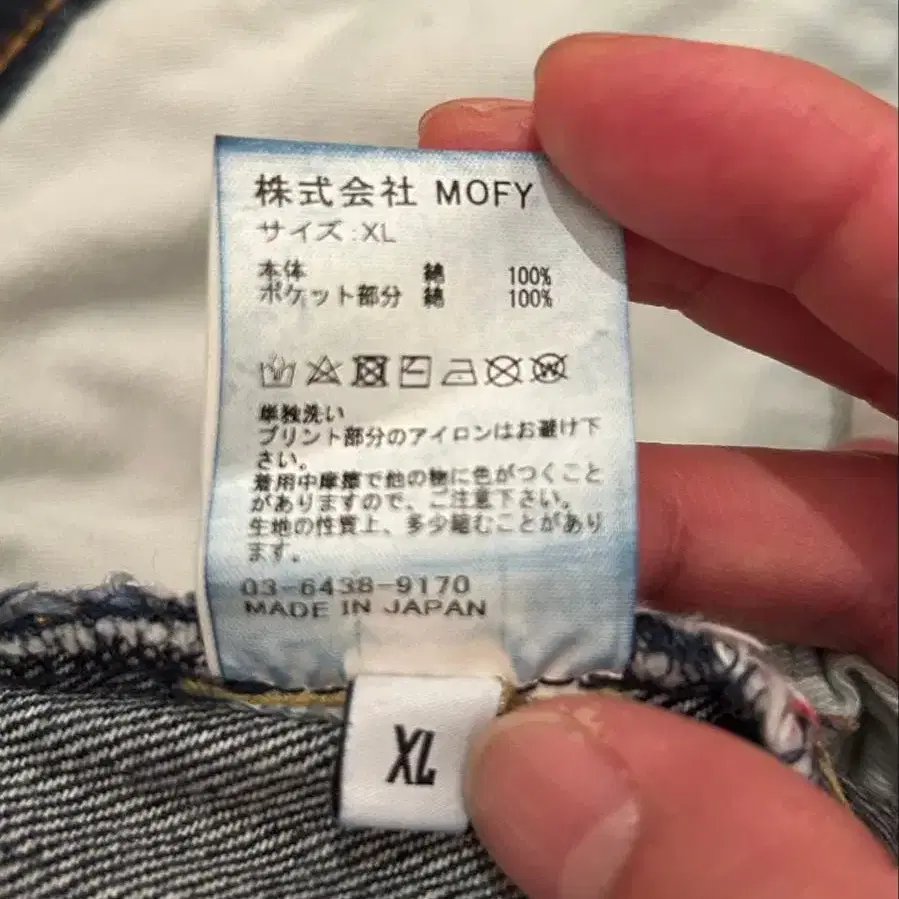 株式会社 MOFY
サイズ:XL
本体 綿 100%
ポケット部分 綿 100%
単独洗い
プリント部分のアイロンはお避け下
さい。
着用中摩擦で他の物に色がつくこと
がありますので、ご注意下さい。
生地の性質上、多少縮むことがあり
ます。
03-6438-9170
MADE IN JAPAN
XL